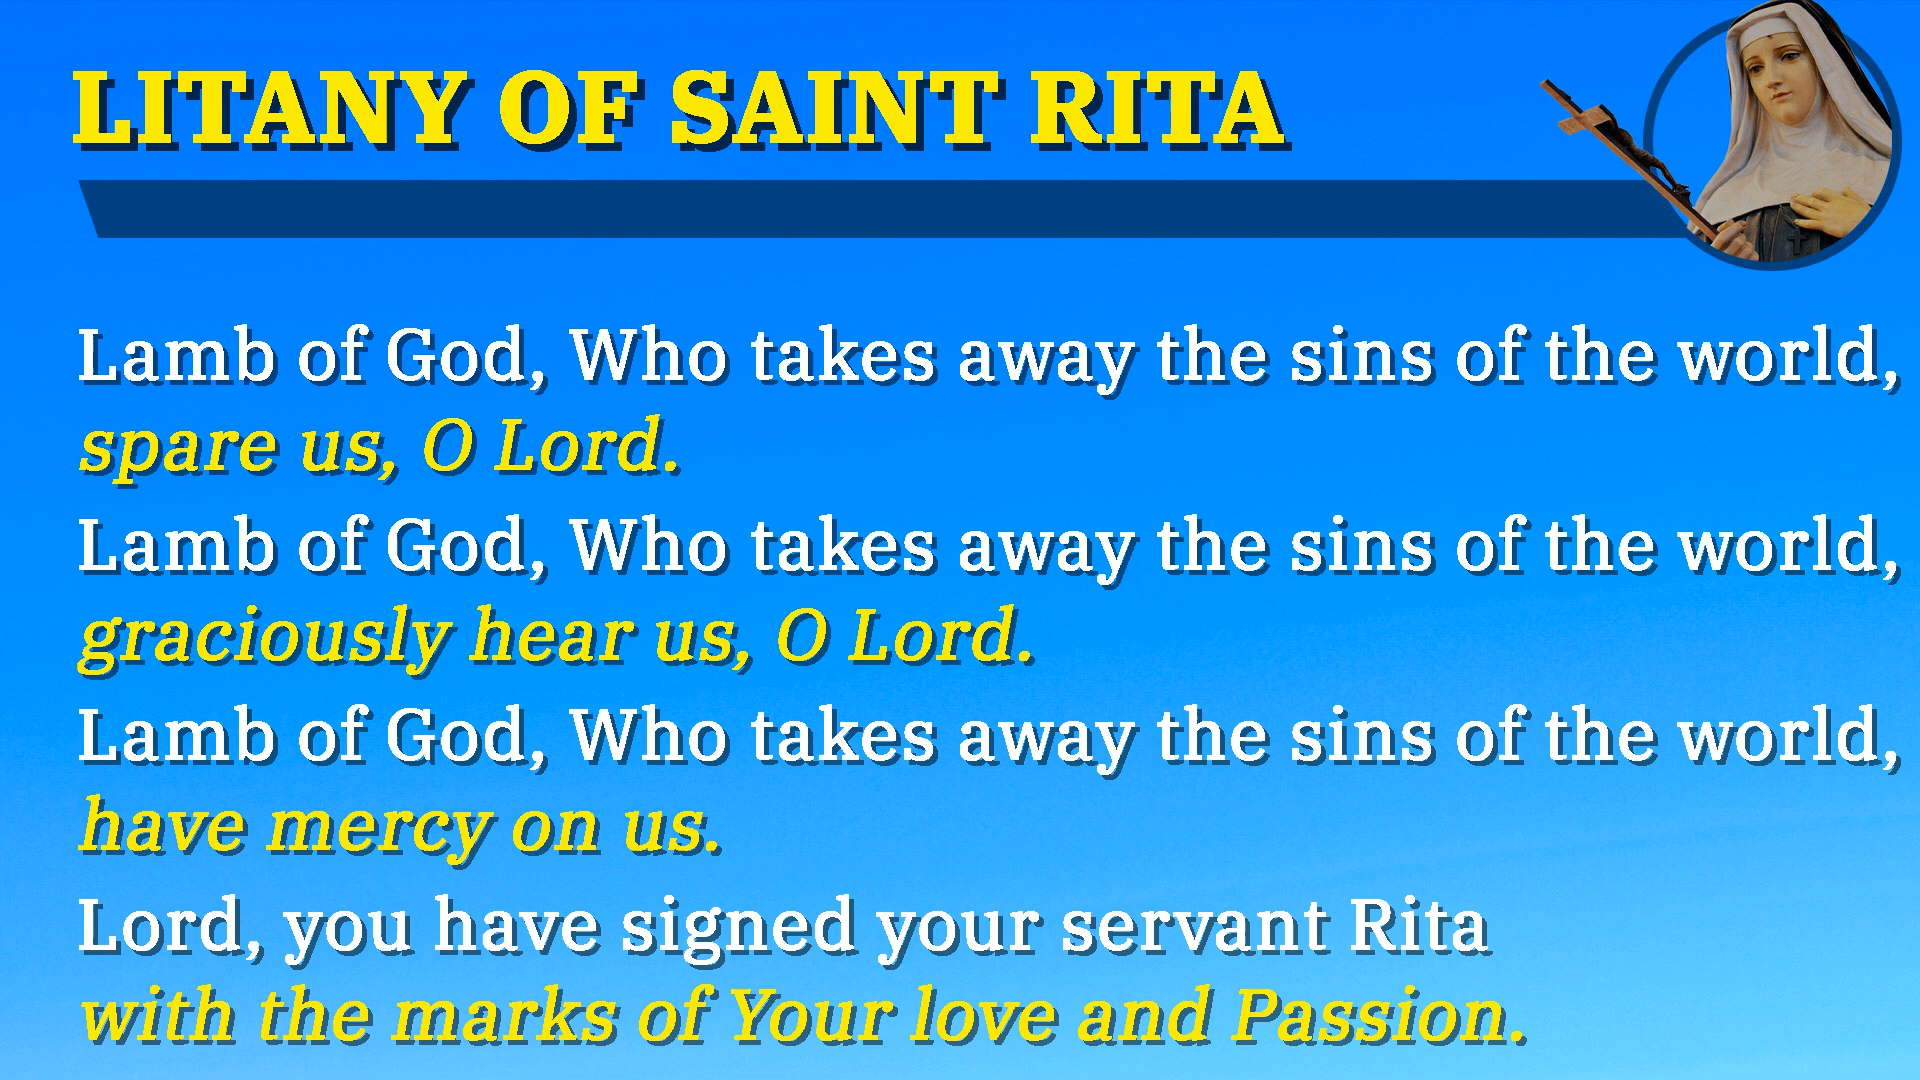 LITANY OF SAINT RITA
Lamb of God, Who takes away the sins of the world,
spare us, O Lord.
Lamb of God, Who takes away the sins of the world,
graciously hear us, O Lord.
Lamb of God, Who takes away the sins of the world,
have mercy on us.
Lord, you have signed your servant Rita
with the marks of Your love and Passion.